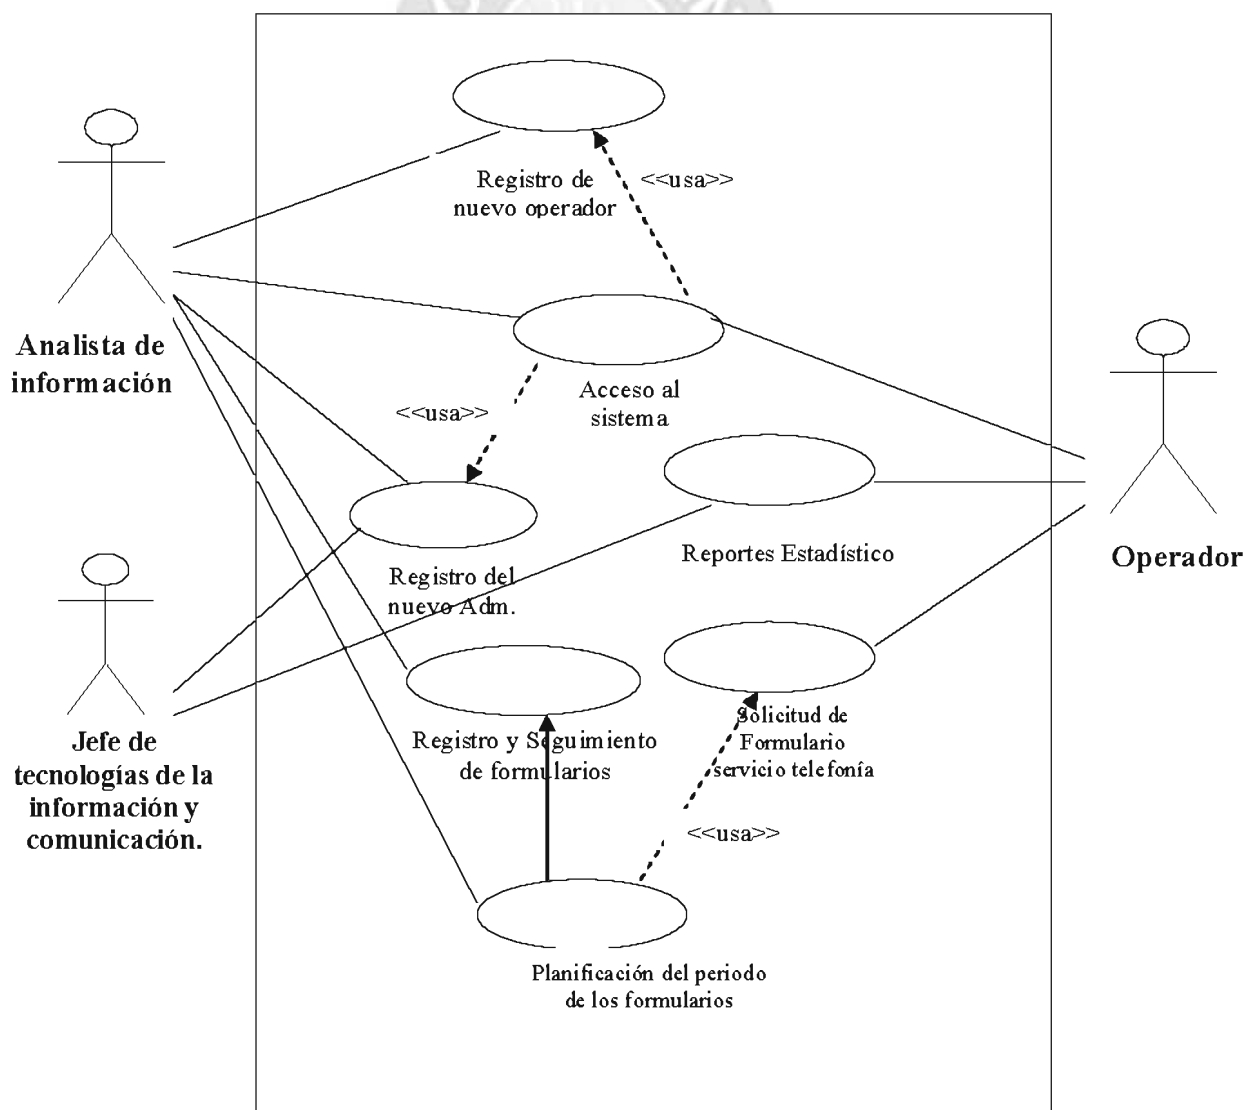 Registro de
nuevo operador
<<usa>>
Analista de
información
Acceso al
sistema
<<usa>>
Reportes Estadístico
Operador
Registro del
nuevo Adm.
Jefe de
tecnologías de la
información y
comunicación.
Registro y Seguimiento
de formularios
Solicitud de
Formulario
servicio telefonía
<<usa>>
Planificación del periodo
de los formularios